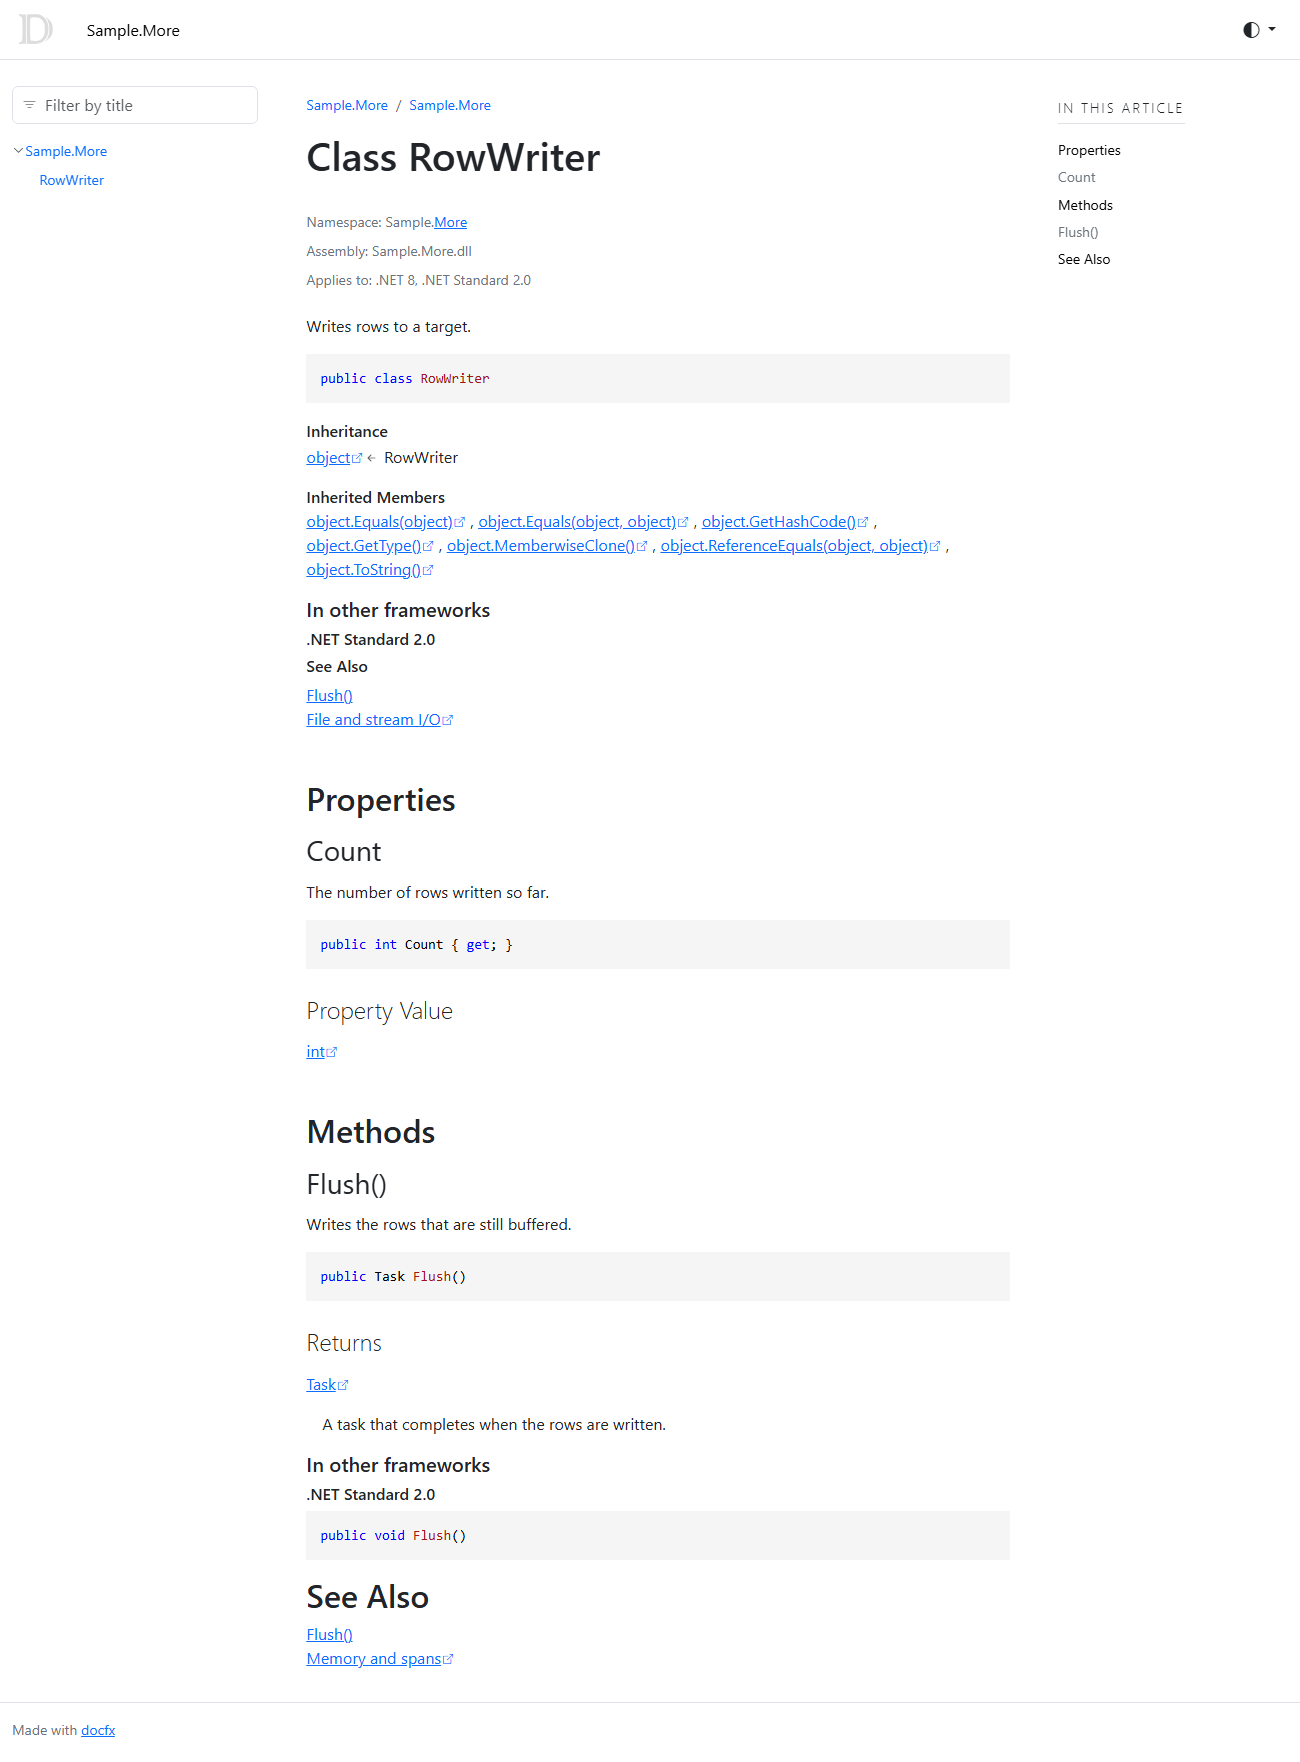 Sample.More
Filter by title
Sample.More
RowWriter
Sample.More / Sample.More
Class RowWriter
Namespace: Sample.More
Assembly: Sample.More.dll
Applies to: .NET 8, .NET Standard 2.0
Writes rows to a target.
public class RowWriter
Inheritance
object ← RowWriter
Inherited Members
object.Equals(object) , object.Equals(object, object) , object.GetHashCode() ,
object.GetType() , object.MemberwiseClone() , object.ReferenceEquals(object, object) ,
object.ToString()
In other frameworks
.NET Standard 2.0
See Also
Flush()
File and stream I/O
Properties
Count
The number of rows written so far.
public int Count { get; }
Property Value
int
Methods
Flush()
Writes the rows that are still buffered.
public Task Flush()
Returns
Task
A task that completes when the rows are written.
In other frameworks
.NET Standard 2.0
public void Flush()
See Also
Flush()
Memory and spans
IN THIS ARTICLE
Properties
Count
Methods
Flush()
See Also
Made with docfx